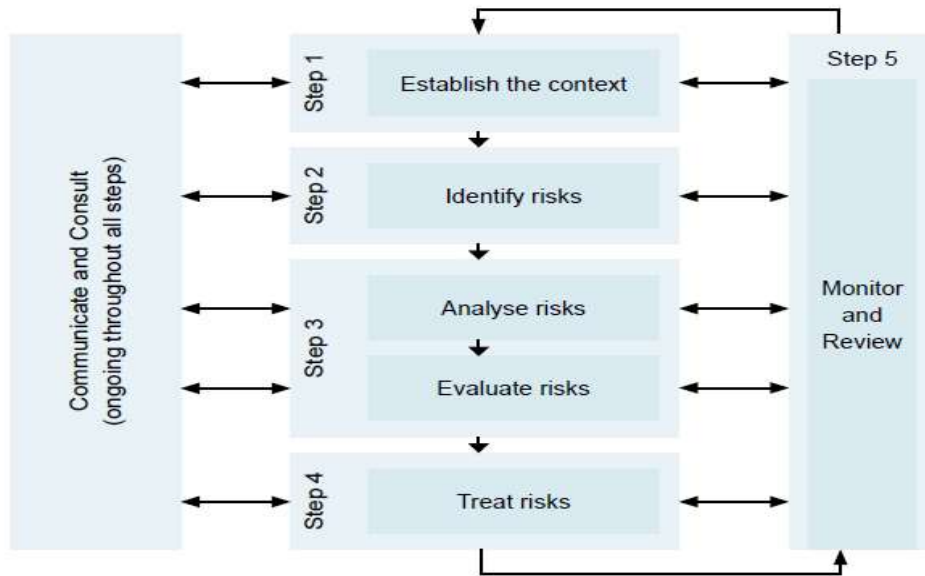 Communicate and Consult
(ongoing throughout all steps)
Step 1
Establish the context
Step 2
Identify risks
Step 3
Analyse risks
Evaluate risks
Step 4
Treat risks
Step 5
Monitor
and
Review